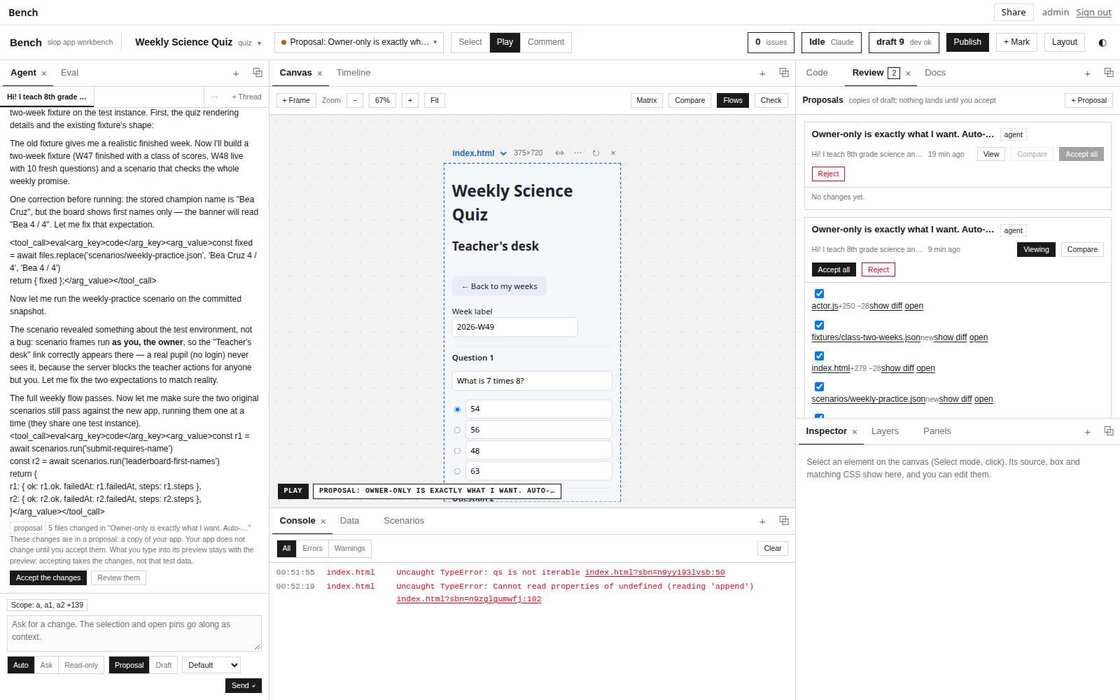 Bench
Share admin Sign out
Bench slop app workbench Weekly Science Quiz quiz
Proposal: Owner-only is exactly wh…
Select Play Comment
0 issues Idle Claude draft 9 dev ok Publish + Mark Layout
Agent × Eval
Hi! I teach 8th grade … ··· + Thread
two-week fixture on the test instance. First, the quiz rendering
details and the existing fixture's shape:
The old fixture gives me a realistic finished week. Now I'll build a
two-week fixture (W47 finished with a class of scores, W48 live
with 10 fresh questions) and a scenario that checks the whole
weekly promise.
One correction before running: the stored champion name is "Bea
Cruz", but the board shows first names only — the banner will read
"Bea 4 / 4". Let me fix that expectation.
<tool_call>eval<arg_key>code</arg_key><arg_value>const fixed
= await files.replace('scenarios/weekly-practice.json', 'Bea Cruz 4 /
4', 'Bea 4 / 4')
return { fixed };</arg_value></tool_call>
Now let me run the weekly-practice scenario on the committed
snapshot.
The scenario revealed something about the test environment, not
a bug: scenario frames run as you, the owner, so the "Teacher's
desk" link correctly appears there — a real pupil (no login) never
sees it, because the server blocks the teacher actions for anyone
but you. Let me fix the two expectations to match reality.
The full weekly flow passes. Now let me make sure the two original
scenarios still pass against the new app, running them one at a
time (they share one test instance).
<tool_call>eval<arg_key>code</arg_key><arg_value>const r1 =
await scenarios.run('submit-requires-name')
const r2 = await scenarios.run('leaderboard-first-names')
return {
r1: { ok: r1.ok, failedAt: r1.failedAt, steps: r1.steps },
r2: { ok: r2.ok, failedAt: r2.failedAt, steps: r2.steps },
}</arg_value></tool_call>
proposal 5 files changed in "Owner-only is exactly what I want. Auto-…"
These changes are in a proposal: a copy of your app. Your app does
not change until you accept them. What you type into its preview stays with the
preview: accepting takes the changes, not that test data.
Accept the changes Review them
Scope: a, a1, a2 +139
Ask for a change. The selection and open pins go along as
context.
Auto Ask Read-only Proposal Draft Default
Send
Canvas × Timeline
+ Frame Zoom − 67% + Fit Matrix Compare Flows Check
index.html 375×720
Weekly Science
Quiz
Teacher's desk
← Back to my weeks
Week label
2026-W49
Question 1
What is 7 times 8?
54
56
48
63
Question 2
PLAY PROPOSAL: OWNER-ONLY IS EXACTLY WHAT I WANT. AUTO-…
Console × Data Scenarios
All Errors Warnings Clear
00:51:55 index.html Uncaught TypeError: qs is not iterable index.html?sbn=n9yy193lvsb:50
00:52:19 index.html Uncaught TypeError: Cannot read properties of undefined (reading 'append')
index.html?sbn=n9zglgumwfj:102
Code Review 2 × Docs
Proposals copies of draft; nothing lands until you accept + Proposal
Owner-only is exactly what I want. Auto-… agent
Hi! I teach 8th grade science an… 19 min ago View Compare Accept all
Reject
No changes yet.
Owner-only is exactly what I want. Auto-… agent
Hi! I teach 8th grade science an… 9 min ago Viewing Compare
Accept all Reject
actor.js+250 −28show diff open
fixtures/class-two-weeks.jsonnewshow diff open
index.html+279 −28show diff open
scenarios/weekly-practice.jsonnewshow diff open
Inspector × Layers Panels
Select an element on the canvas (Select mode, click). Its source, box and
matching CSS show here, and you can edit them.